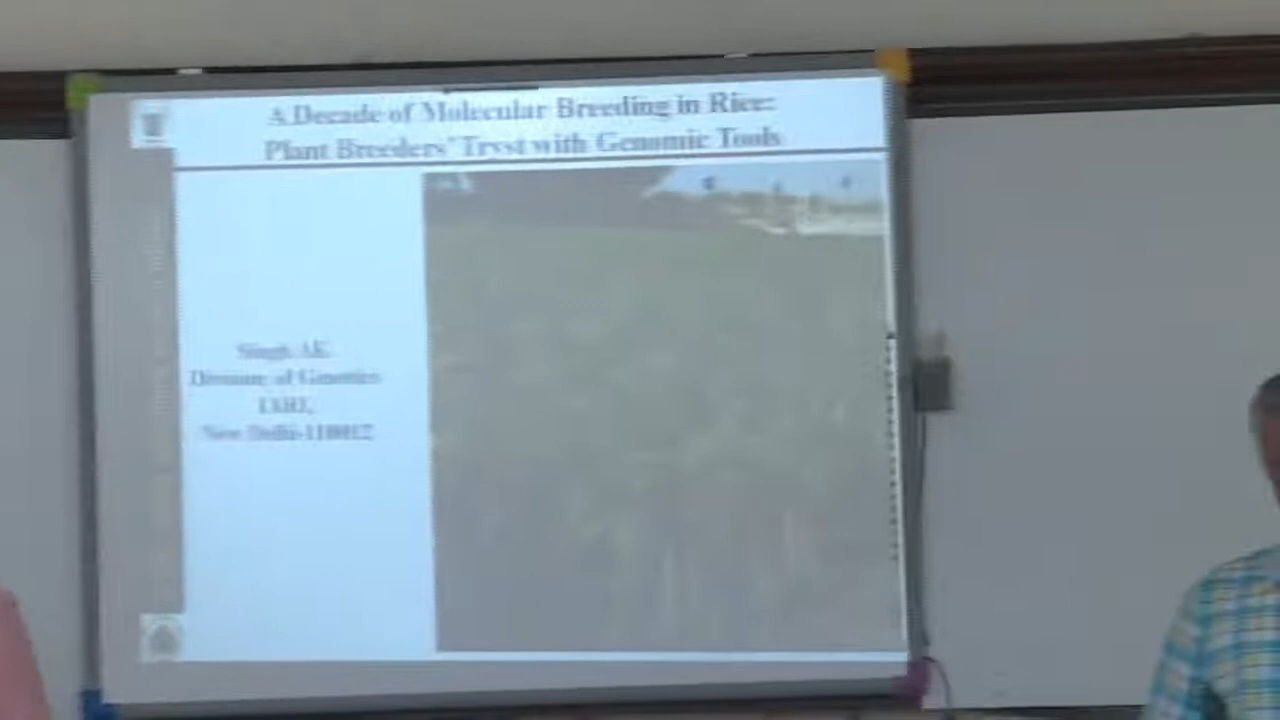 A Decade of Molecular Breeding in Rice:
Plant Breeders' Tryst with Genomic Tools
Singh AK
Division of Genetics
IARI,
New Delhi-110012